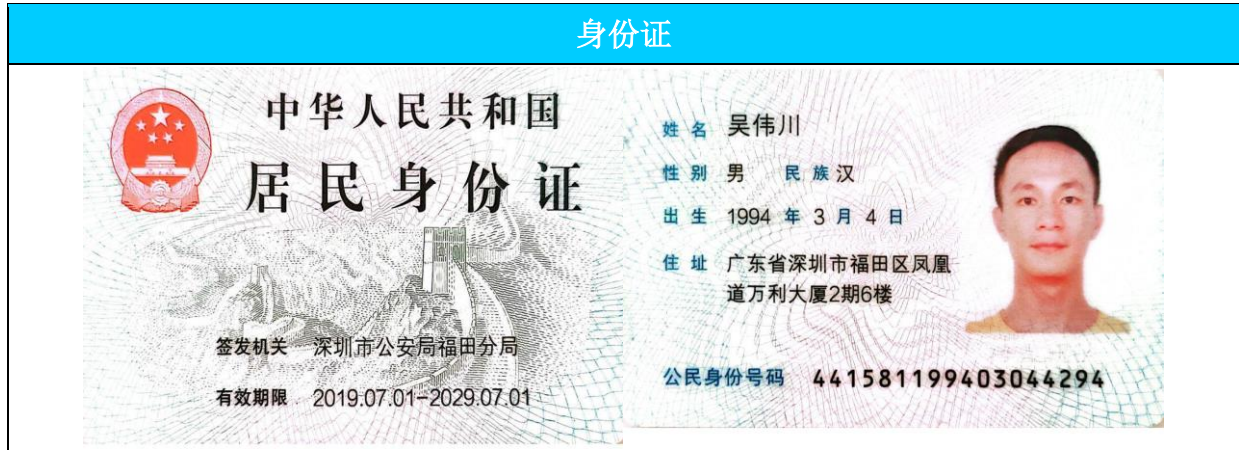 身份证
中华人民共和国
居民身份证
签发机关 深圳市公安局福田分局
有效期限 2019.07.01-2029.07.01
姓名 吴伟川
性别 男 民族 汉
出生 1994 年 3 月 4 日
住址 广东省深圳市福田区凤凰
道万利大厦2期6楼
公民身份号码 441581199403044294